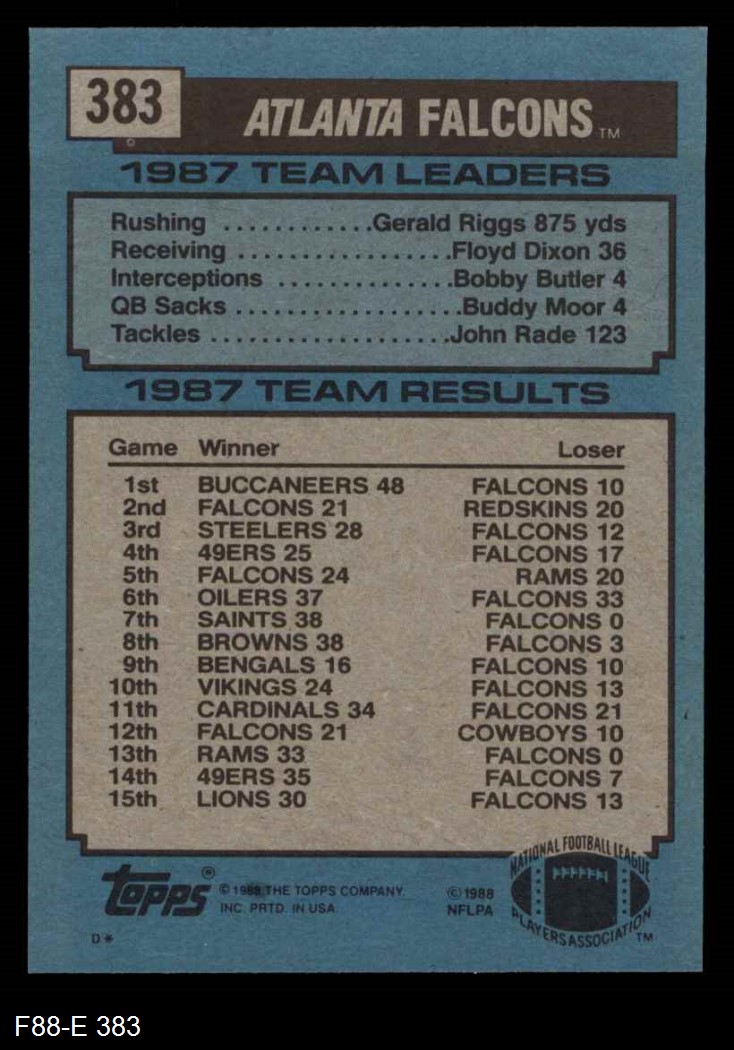 383
ATLANTA FALCONS TM
©
1987 TEAM LEADERS
Rushing ............Gerald Riggs 875 yds
Receiving ..................Floyd Dixon 36
Interceptions ..............Bobby Butler 4
QB Sacks ...................Buddy Moor 4
Tackles ....................John Rade 123
1987 TEAM RESULTS
Game Winner Loser
1st BUCCANEERS 48 FALCONS 10
2nd FALCONS 21 REDSKINS 20
3rd STEELERS 28 FALCONS 12
4th 49ERS 25 FALCONS 17
5th FALCONS 24 RAMS 20
6th OILERS 37 FALCONS 33
7th SAINTS 38 FALCONS 0
8th BROWNS 38 FALCONS 3
9th BENGALS 16 FALCONS 10
10th VIKINGS 24 FALCONS 13
11th CARDINALS 34 FALCONS 21
12th FALCONS 21 COWBOYS 10
13th RAMS 33 FALCONS 0
14th 49ERS 35 FALCONS 7
15th LIONS 30 FALCONS 13
topps®
© 1988 THE TOPPS COMPANY.
INC. PRTD. IN USA
© 1988
NFLPA
NATIONAL FOOTBALL LEAGUE
PLAYERS ASSOCIATION TM
D*
F88-E 383